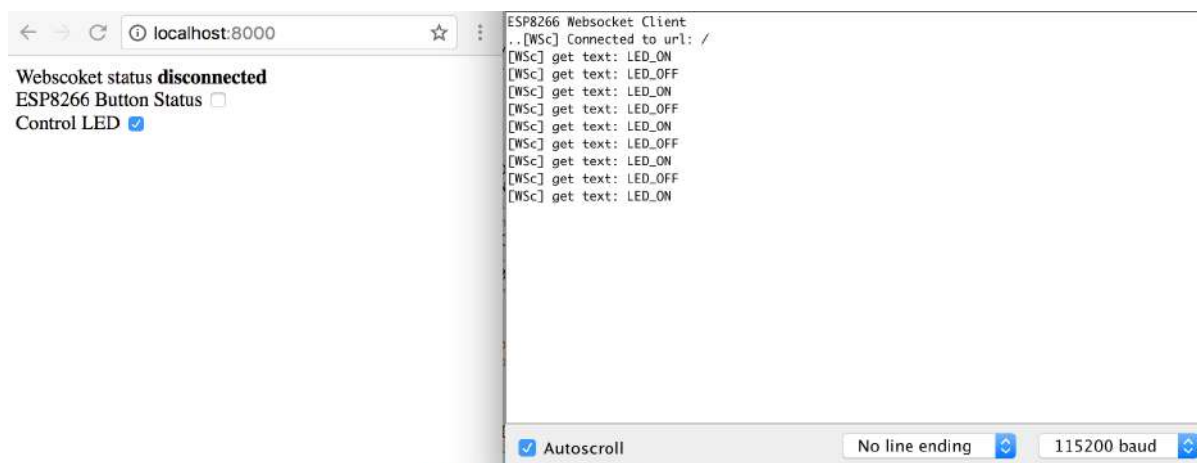 localhost:8000
Webscoket status disconnected
ESP8266 Button Status
Control LED
ESP8266 Websocket Client
..[WSc] Connected to url: /
[WSc] get text: LED_ON
[WSc] get text: LED_OFF
[WSc] get text: LED_ON
[WSc] get text: LED_OFF
[WSc] get text: LED_ON
[WSc] get text: LED_OFF
[WSc] get text: LED_ON
[WSc] get text: LED_OFF
[WSc] get text: LED_ON
Autoscroll
No line ending
115200 baud